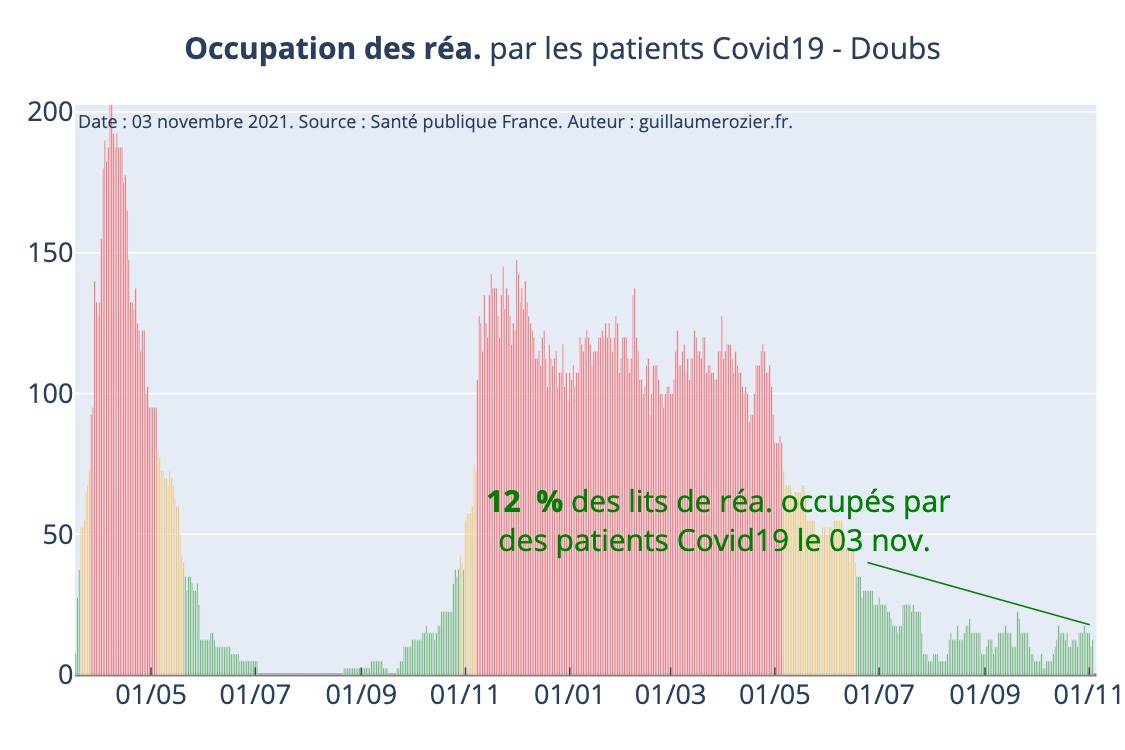 Occupation des réa. par les patients Covid19 - Doubs
200
Date : 03 novembre 2021. Source : Santé publique France. Auteur : guillaumerozier.fr.
150
100
12 % des lits de réa. occupés par
des patients Covid19 le 03 nov.
50
0
01/05 01/07 01/09 01/11 01/01 01/03 01/05 01/07 01/09 01/11